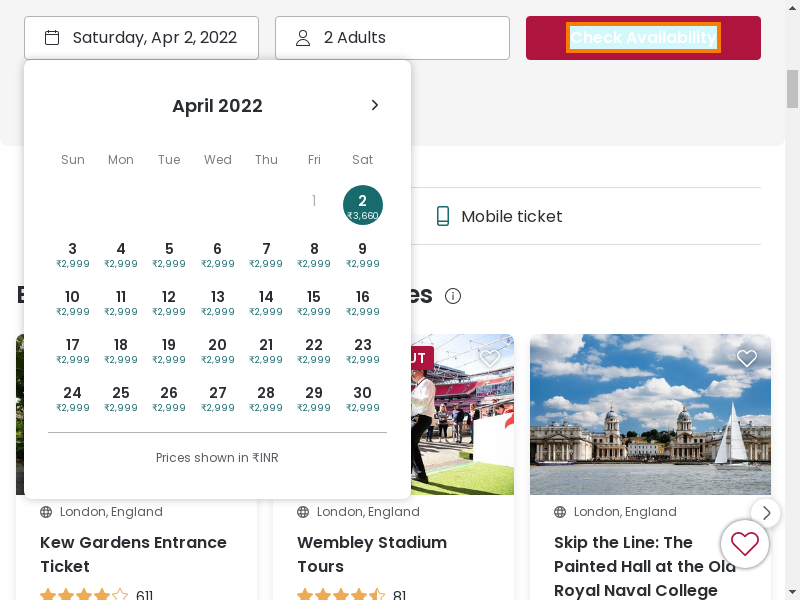 Saturday, Apr 2, 2022
2 Adults
Check Availability
April 2022
Sun Mon Tue Wed Thu Fri Sat
1 2
₹3,660
3 4 5 6 7 8 9
₹2,999 ₹2,999 ₹2,999 ₹2,999 ₹2,999 ₹2,999 ₹2,999
10 11 12 13 14 15 16
₹2,999 ₹2,999 ₹2,999 ₹2,999 ₹2,999 ₹2,999 ₹2,999
17 18 19 20 21 22 23
₹2,999 ₹2,999 ₹2,999 ₹2,999 ₹2,999 ₹2,999 ₹2,999
24 25 26 27 28 29 30
₹2,999 ₹2,999 ₹2,999 ₹2,999 ₹2,999 ₹2,999 ₹2,999
Prices shown in ₹INR
Mobile ticket
London, England
Kew Gardens Entrance
Ticket
611
London, England
Wembley Stadium
Tours
81
London, England
Skip the Line: The
Painted Hall at the Old
Royal Naval College